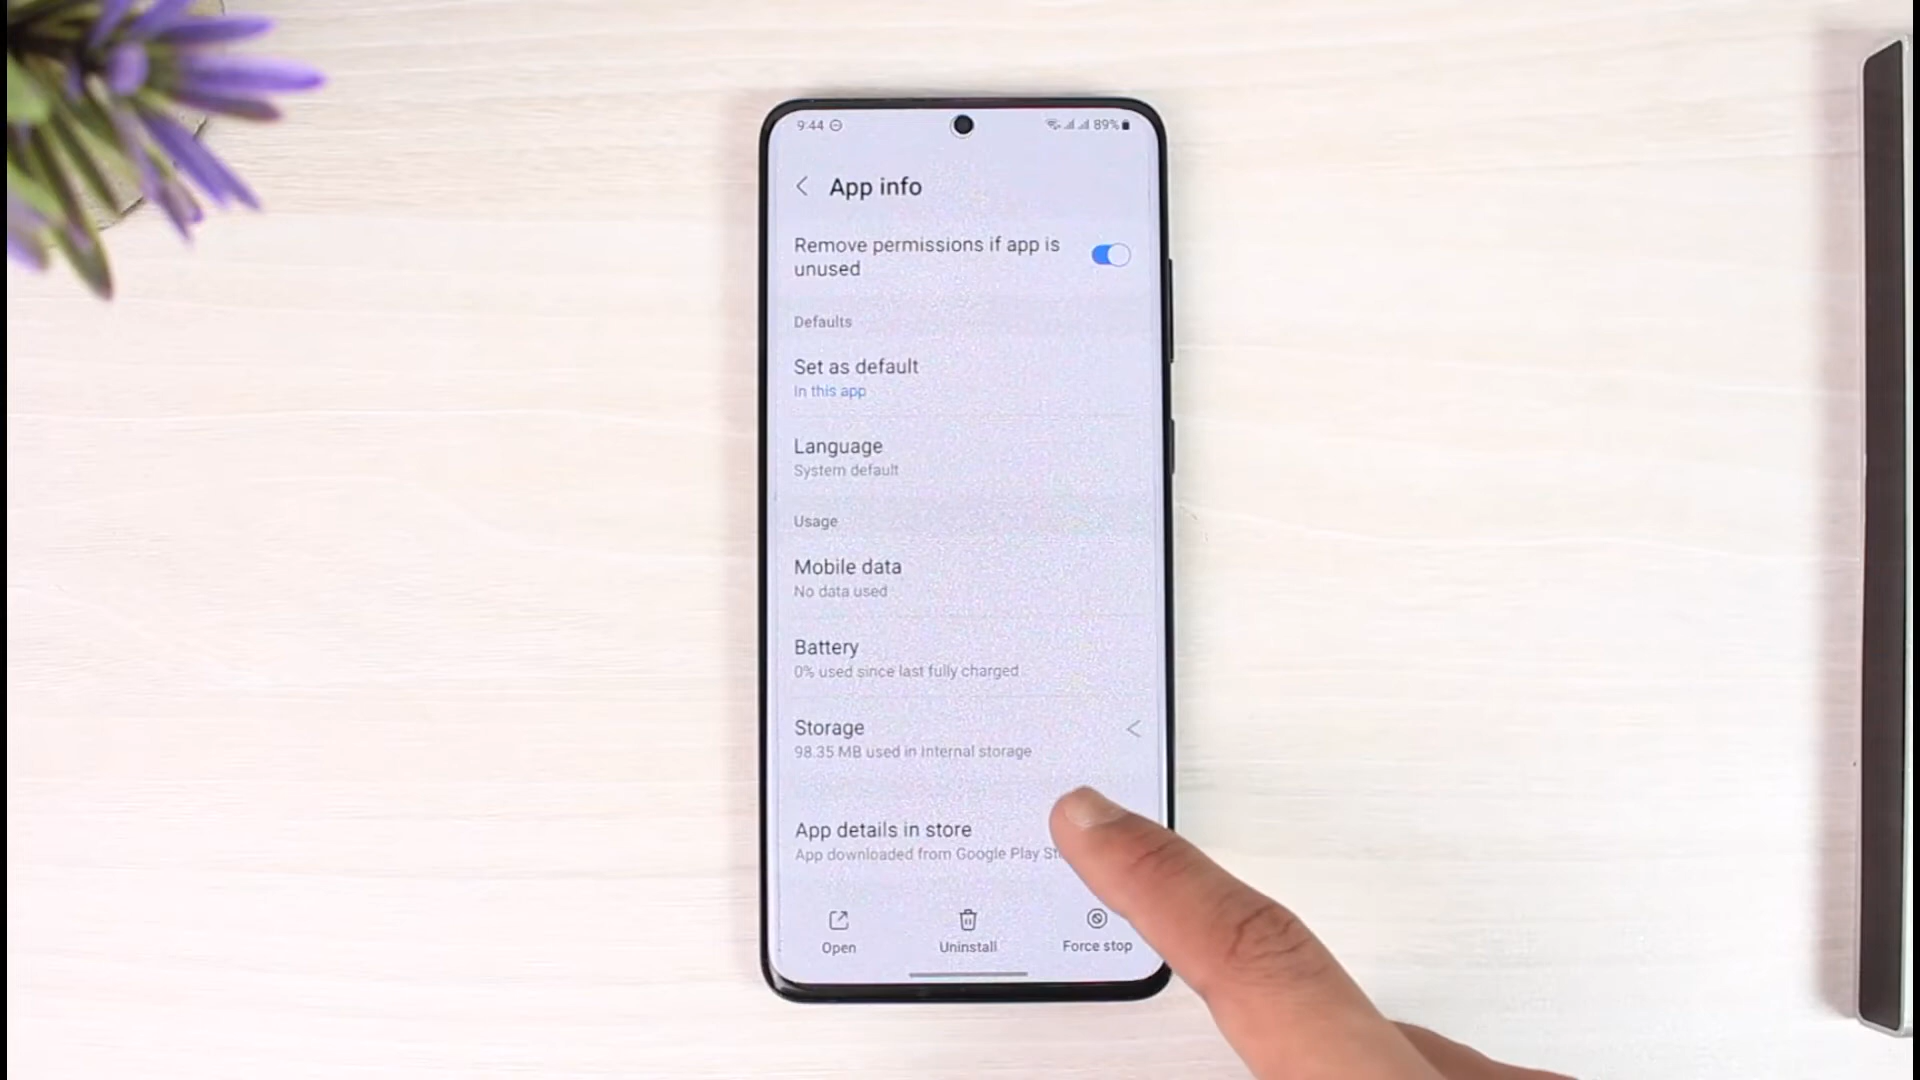 9:44
89%
App info
Remove permissions if app is
unused
Defaults
Set as default
In this app
Language
System default
Usage
Mobile data
No data used
Battery
0% used since last fully charged
Storage
98.35 MB used in Internal storage
App details in store
App downloaded from Google Play
Open
Uninstall
Force stop